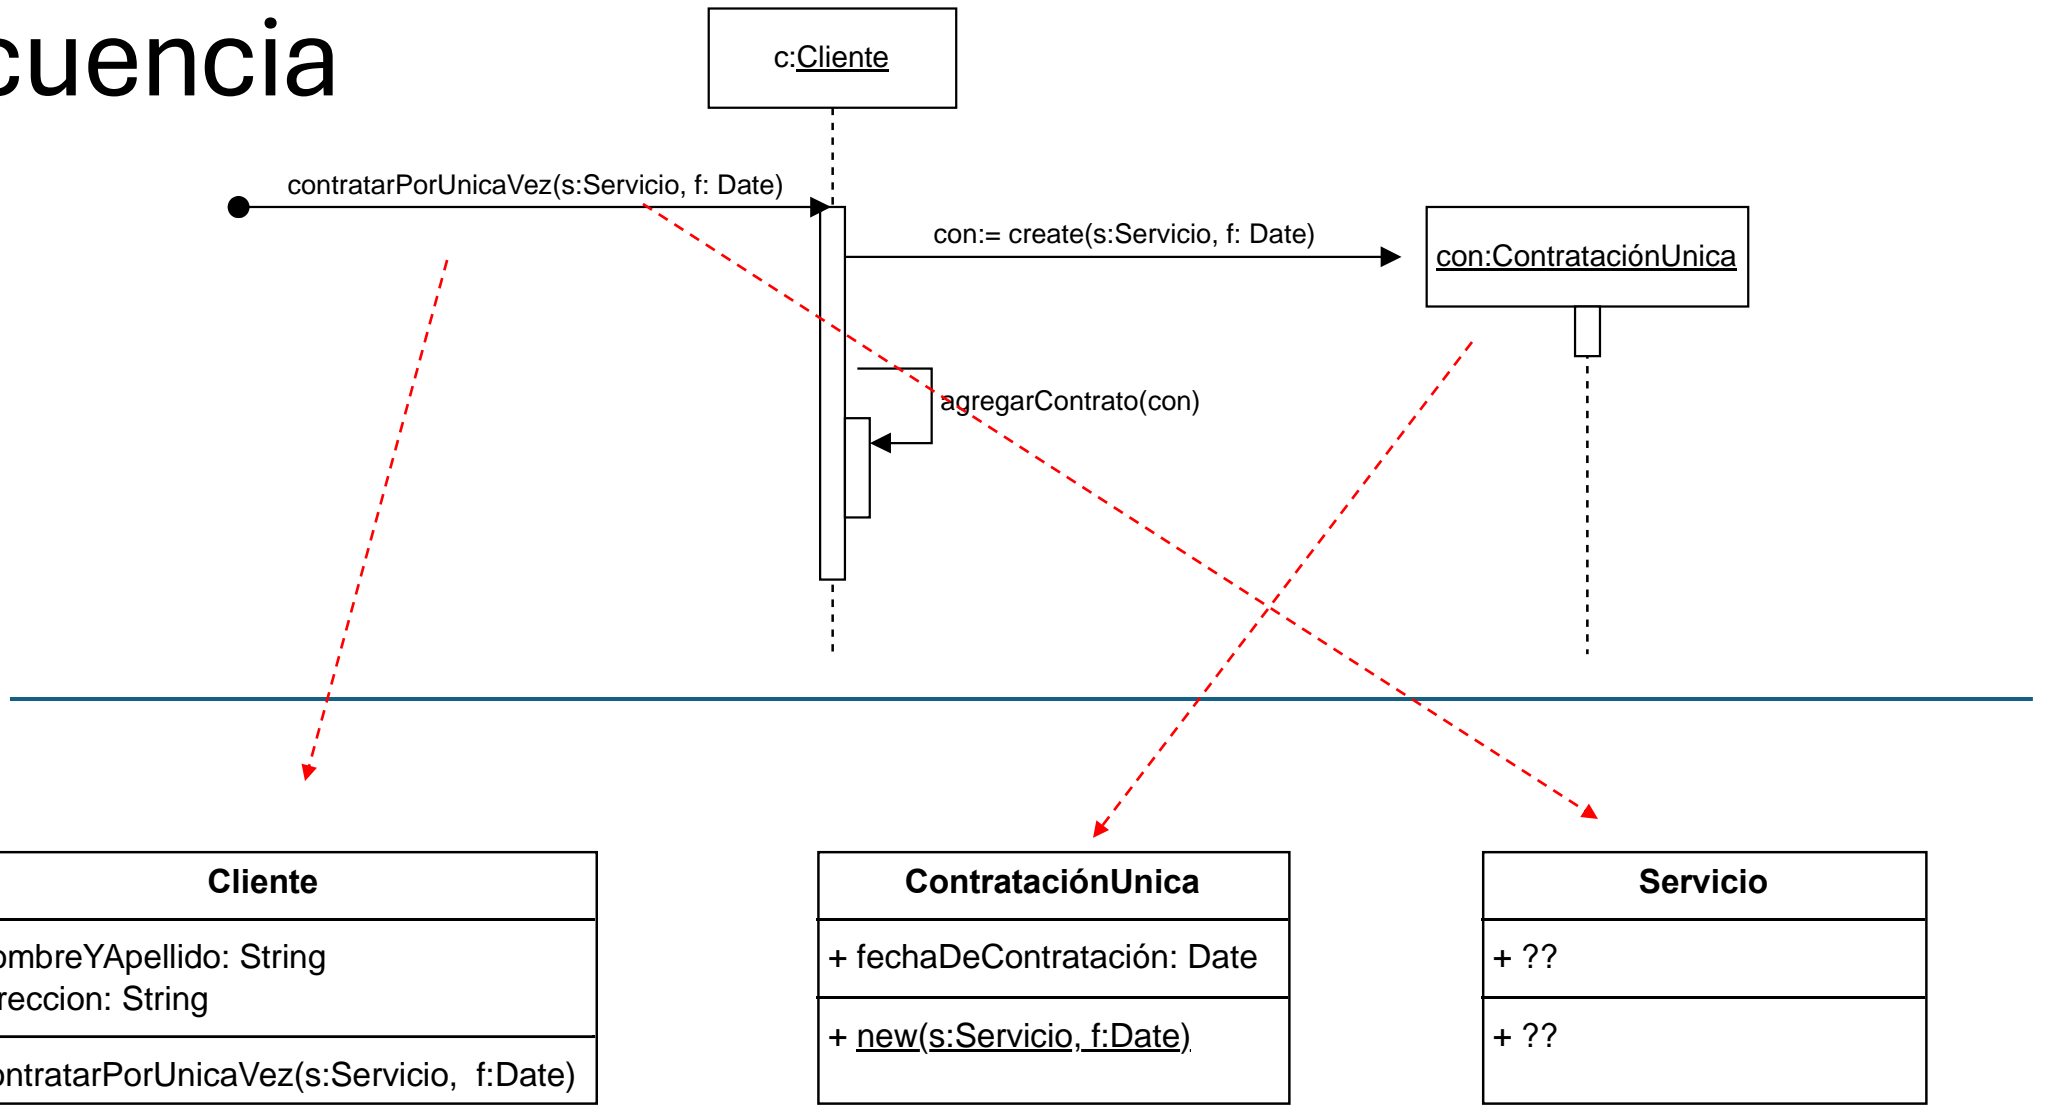 cuencia
c:Cliente
contratarPorUnicaVez(s:Servicio, f: Date)
con:= create(s:Servicio, f: Date)
con:ContrataciónUnica
agregarContrato(con)
Cliente
ombreYApellido: String
reccion: String
ontratarPorUnicaVez(s:Servicio, f:Date)
ContrataciónUnica
+ fechaDeContratación: Date
+ new(s:Servicio, f:Date)
Servicio
+ ??
+ ??